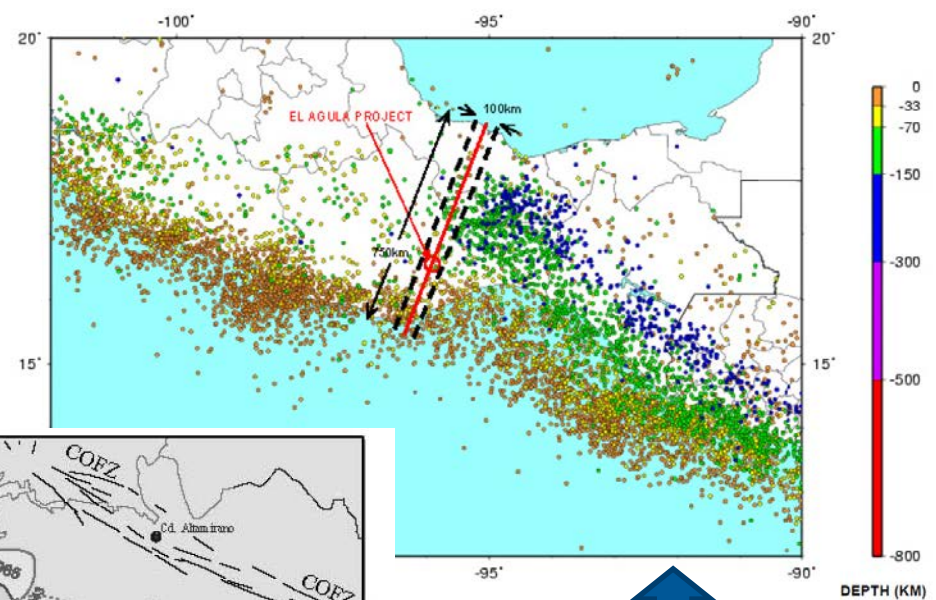 -100˚
-95˚
-90˚
20˚
20˚
EL AGULA PROJECT
100km
750km
15˚
15˚
-95˚
-90˚
0
-33
-70
-150
-300
-500
-800
DEPTH (KM)
COFZ
Cd. Altamirano
COFZ